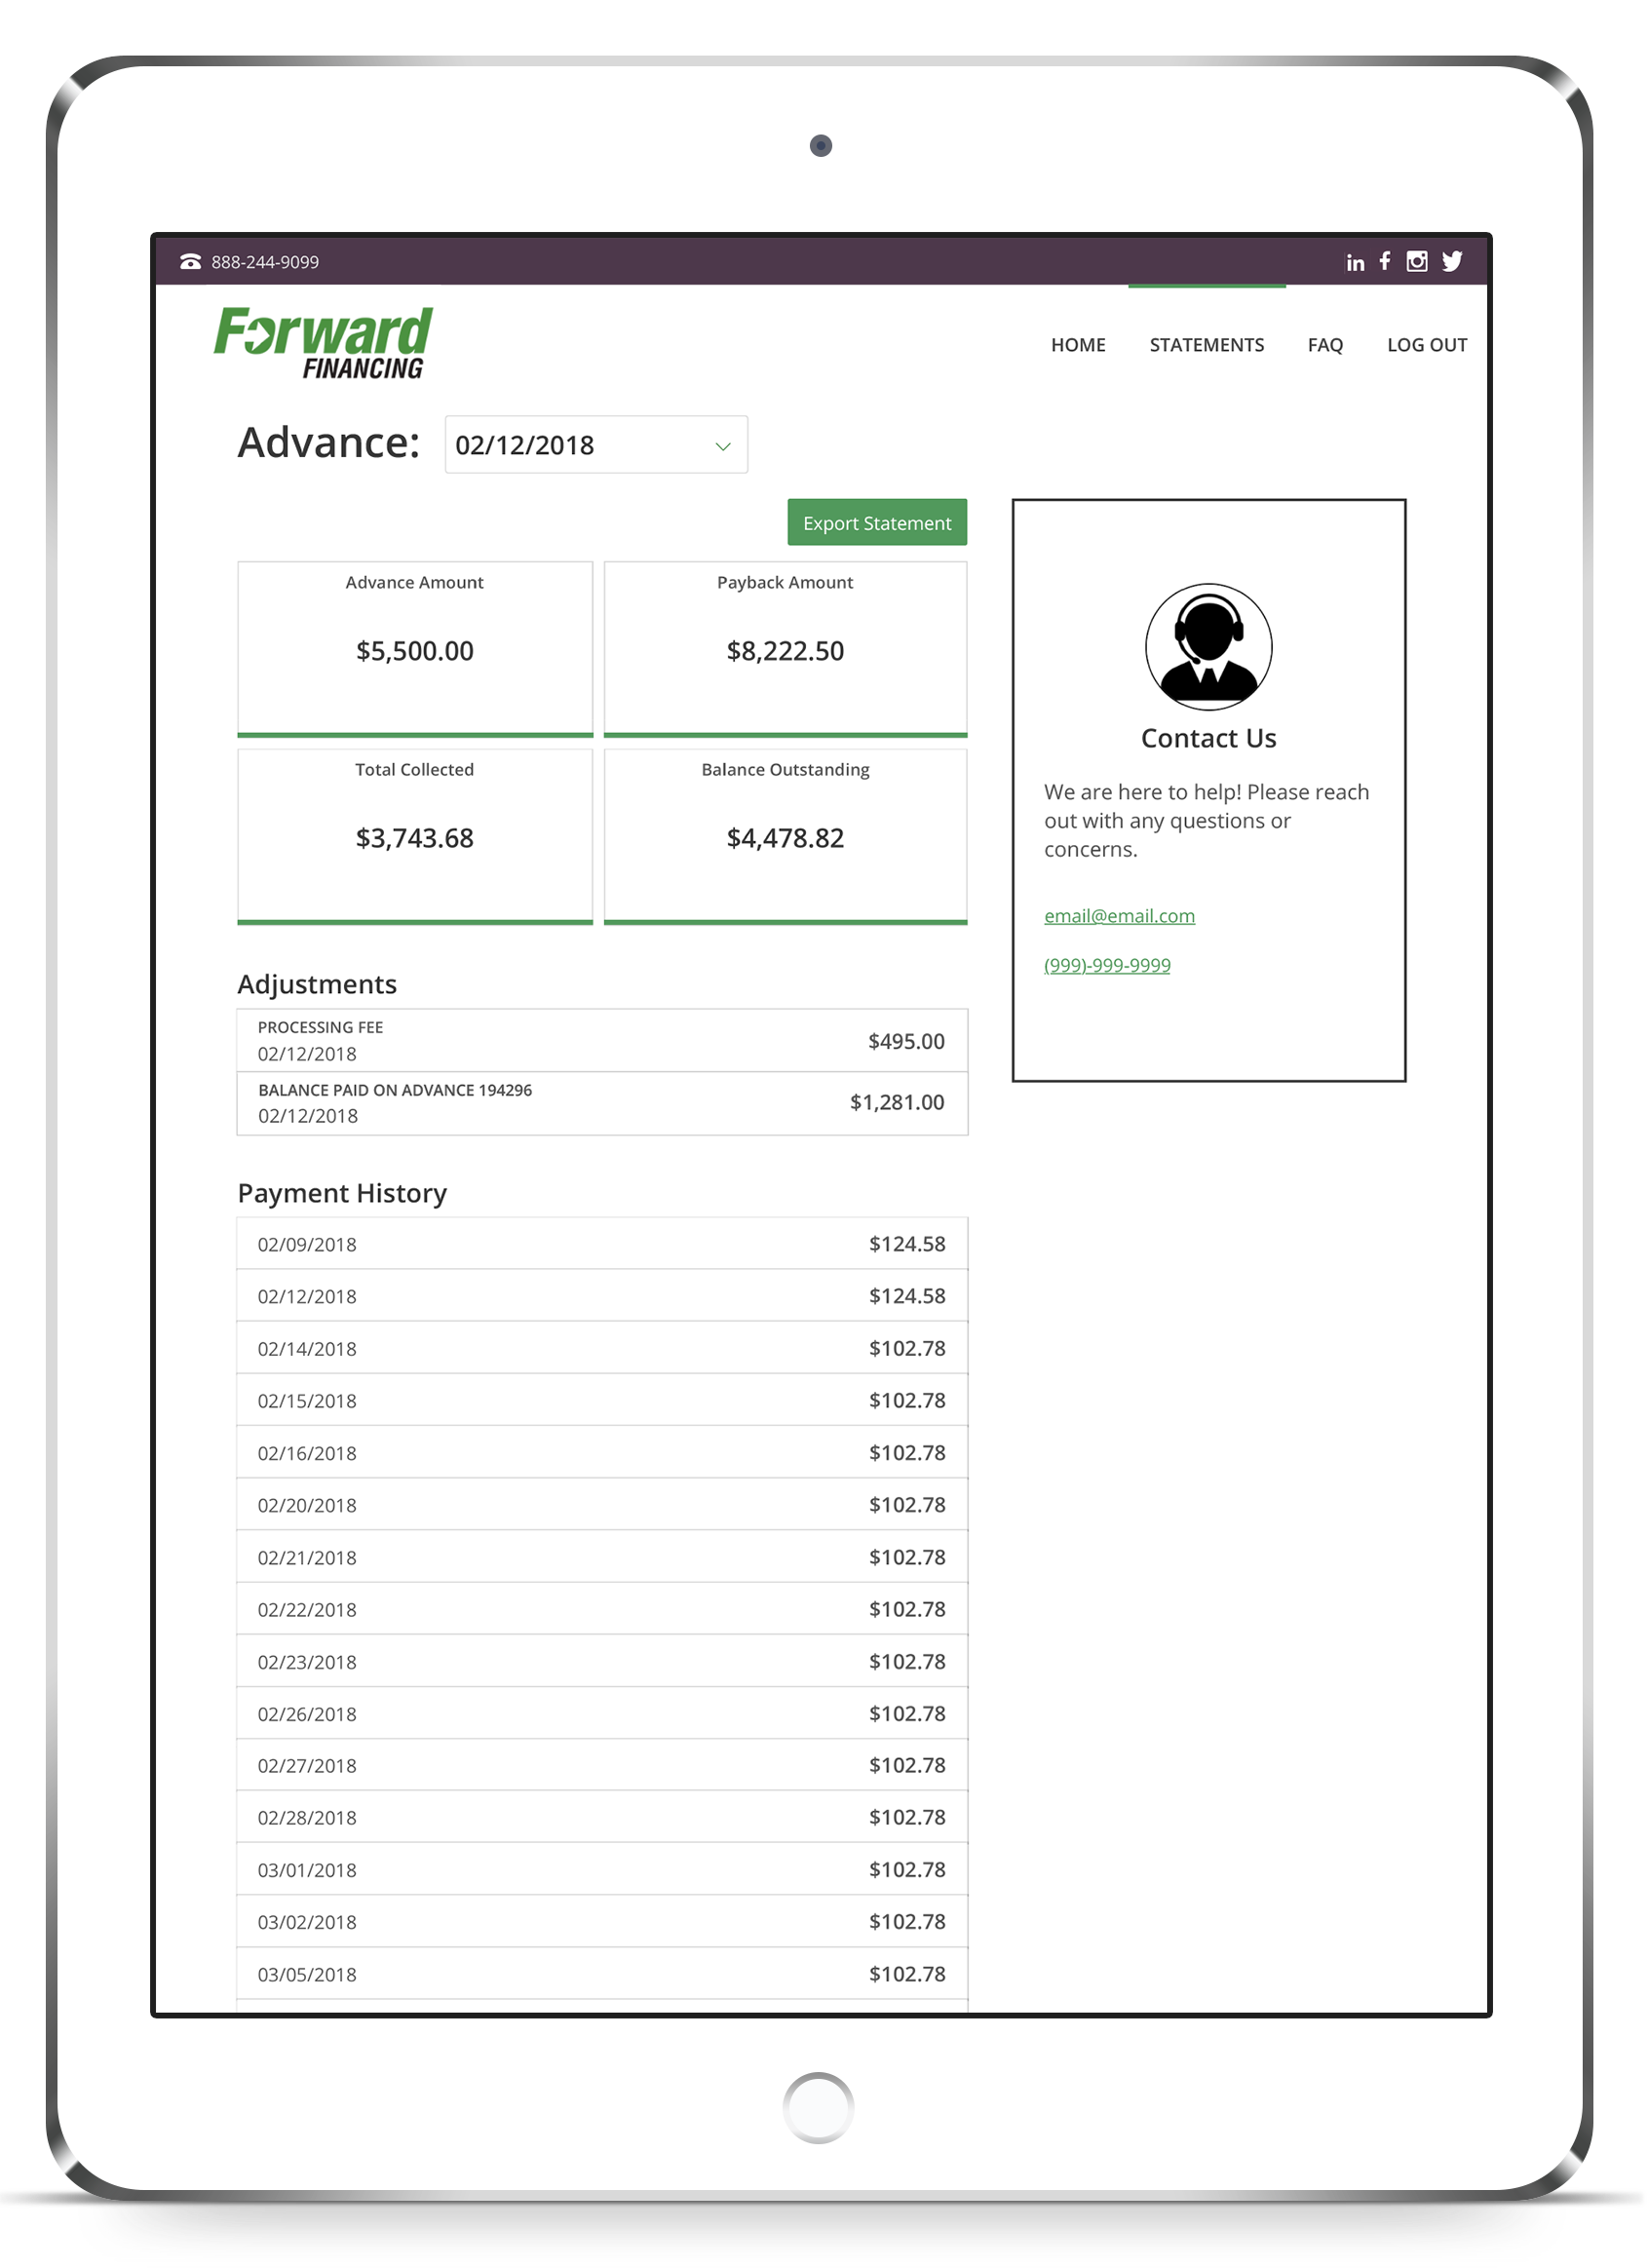 888-244-9099
in f
Forward
FINANCING
HOME STATEMENTS FAQ LOG OUT
Advance: 02/12/2018
Export Statement
Advance Amount
$5,500.00
Payback Amount
$8,222.50
Total Collected
$3,743.68
Balance Outstanding
$4,478.82
Contact Us
We are here to help! Please reach
out with any questions or
concerns.
email@email.com
(999)-999-9999
Adjustments
PROCESSING FEE
02/12/2018
$495.00
BALANCE PAID ON ADVANCE 194296
02/12/2018
$1,281.00
Payment History
02/09/2018 $124.58
02/12/2018 $124.58
02/14/2018 $102.78
02/15/2018 $102.78
02/16/2018 $102.78
02/20/2018 $102.78
02/21/2018 $102.78
02/22/2018 $102.78
02/23/2018 $102.78
02/26/2018 $102.78
02/27/2018 $102.78
02/28/2018 $102.78
03/01/2018 $102.78
03/02/2018 $102.78
03/05/2018 $102.78